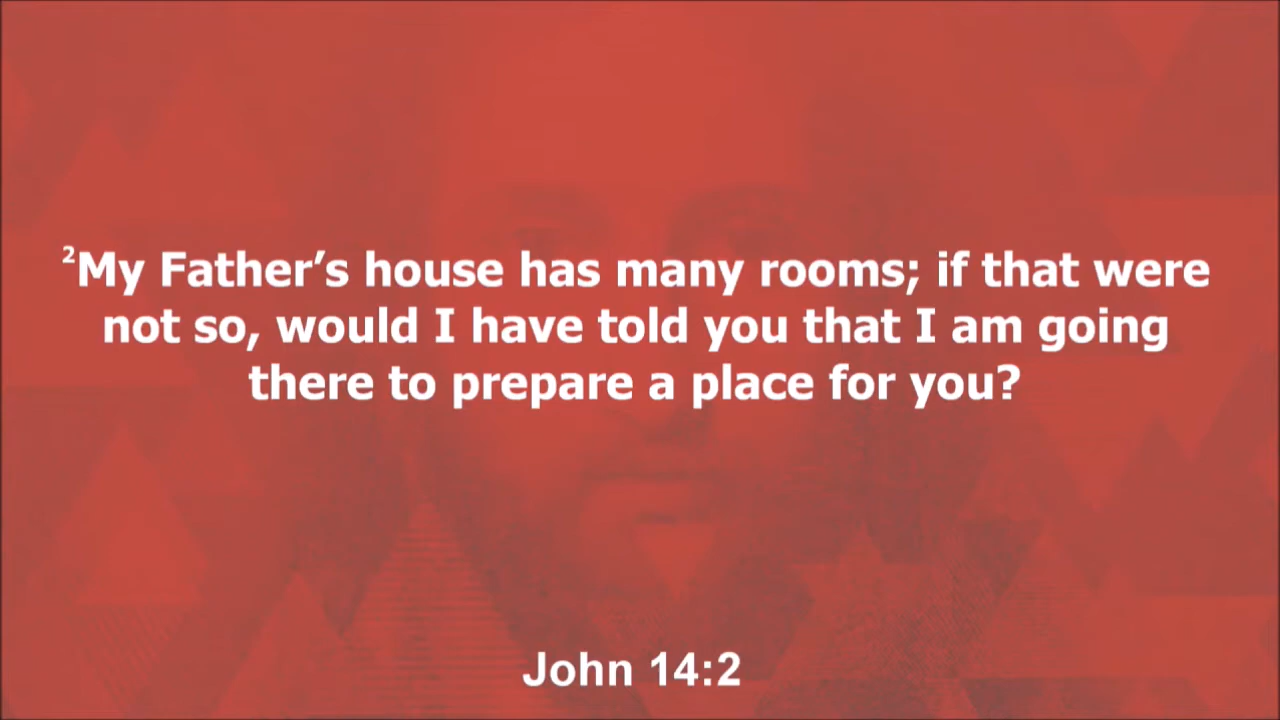 ²My Father’s house has many rooms; if that were
not so, would I have told you that I am going
there to prepare a place for you?
John 14:2